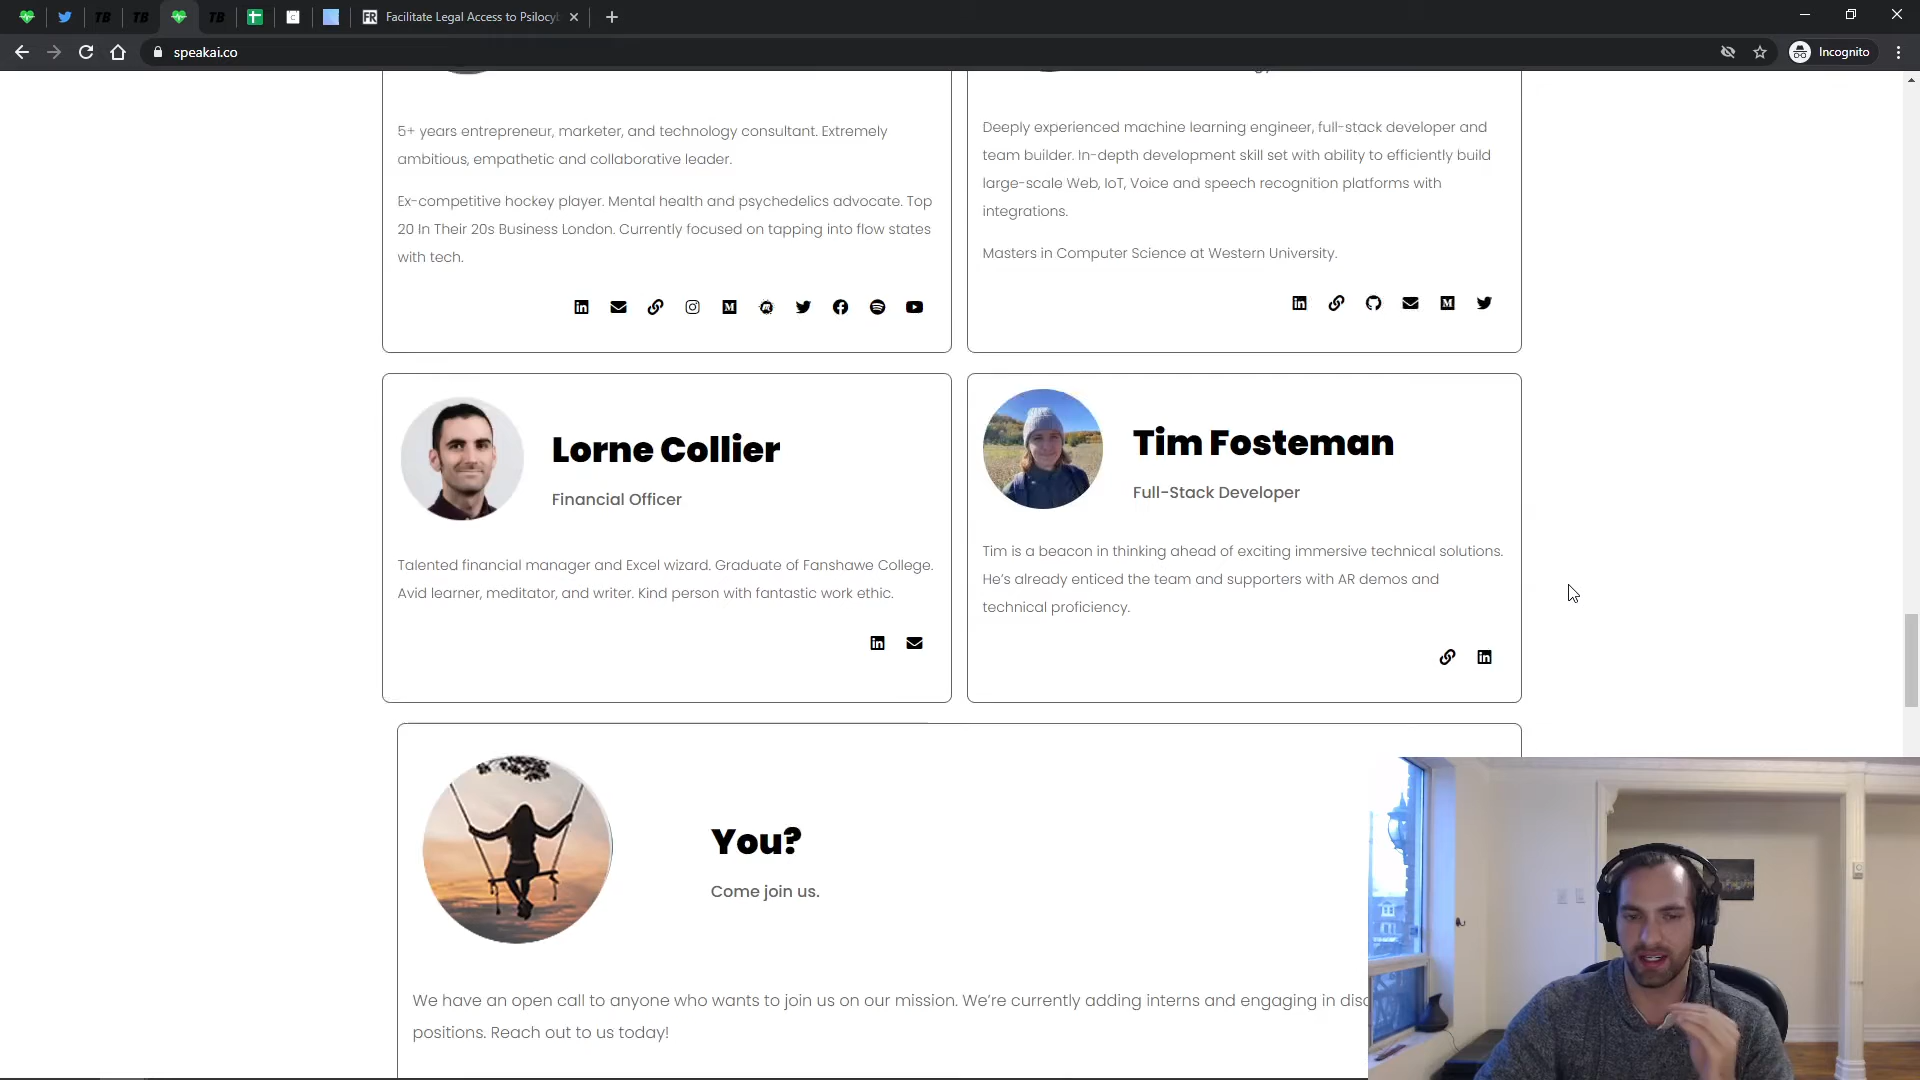 TB
TB
TB
FR
Facilitate Legal Access to Psilocyb
speakai.co
Incognito
5+ years entrepreneur, marketer, and technology consultant. Extremely
ambitious, empathetic and collaborative leader.
Ex-competitive hockey player. Mental health and psychedelics advocate. Top
20 In Their 20s Business London. Currently focused on tapping into flow states
with tech.
Deeply experienced machine learning engineer, full-stack developer and
team builder. In-depth development skill set with ability to efficiently build
large-scale Web, IoT, Voice and speech recognition platforms with
integrations.
Masters in Computer Science at Western University.
Lorne Collier
Financial Officer
Talented financial manager and Excel wizard. Graduate of Fanshawe College.
Avid learner, meditator, and writer. Kind person with fantastic work ethic.
Tim Fosteman
Full-Stack Developer
Tim is a beacon in thinking ahead of exciting immersive technical solutions.
He's already enticed the team and supporters with AR demos and
technical proficiency.
You?
Come join us.
We have an open call to anyone who wants to join us on our mission. We're currently adding interns and engaging in disc
positions. Reach out to us today!